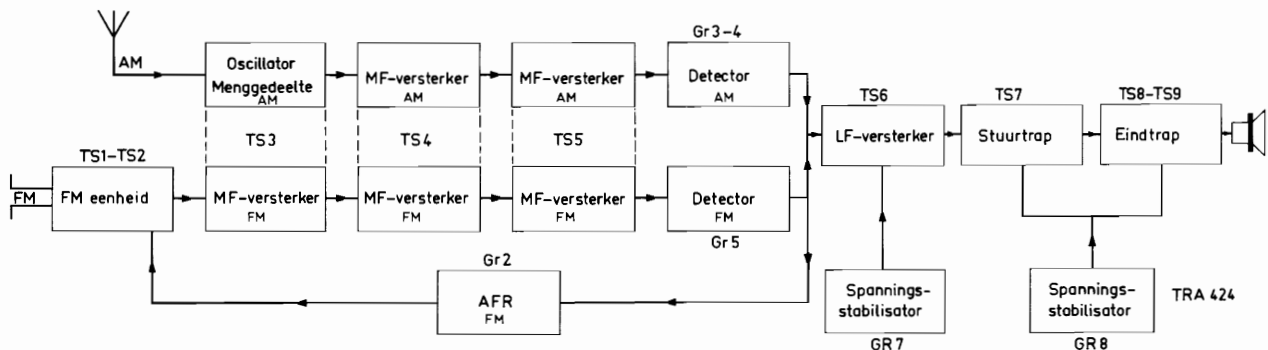 Gr3-4
AM
Oscillator
Menggedeelte
AM
MF-versterker
AM
MF-versterker
AM
Detector
AM
TS6
TS7
TS8-TS9
TS3
TS4
TS5
LF-versterker
Stuurtrap
Eindtrap
TS1-TS2
FM
FM eenheid
MF-versterker
FM
MF-versterker
FM
MF-versterker
FM
Detector
FM
Gr5
Gr2
AFR
FM
Spannings-
stabilisator
GR7
Spannings-
stabilisator
GR8
TRA 424